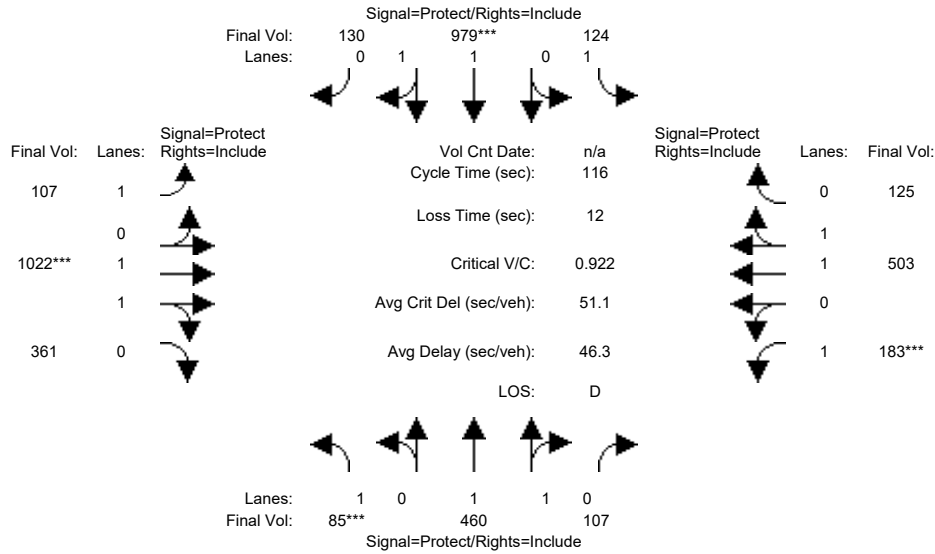 Signal=Protect/Rights=Include
Final Vol: 130 979*** 124
Lanes: 0 1 1 0 1
Signal=Protect
Final Vol: Lanes: Rights=Include
Vol Cnt Date: n/a
Signal=Protect
Rights=Include Lanes: Final Vol:
Cycle Time (sec): 116
107 1
0 125
Loss Time (sec): 12
0
1
1022*** 1
Critical V/C: 0.922
1 503
1
Avg Crit Del (sec/veh): 51.1
0
361 0
Avg Delay (sec/veh): 46.3
1 183***
LOS: D
Lanes: 1 0 1 1 0
Final Vol: 85*** 460 107
Signal=Protect/Rights=Include